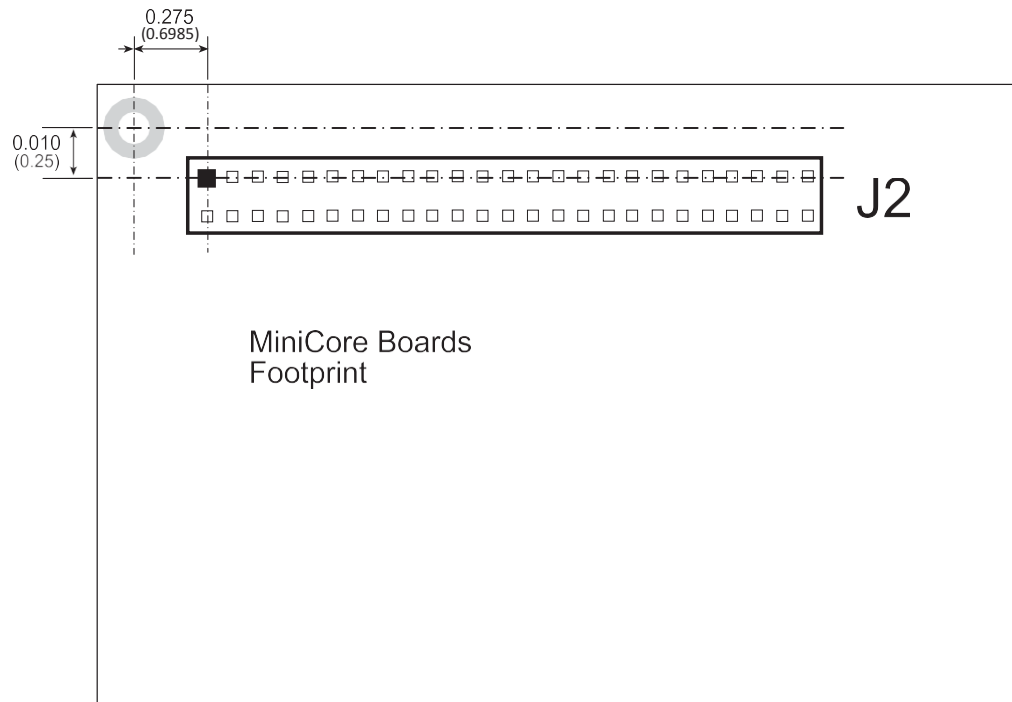 0.275
(0.6985)
0.010
(0.25)
J2
MiniCore Boards
Footprint